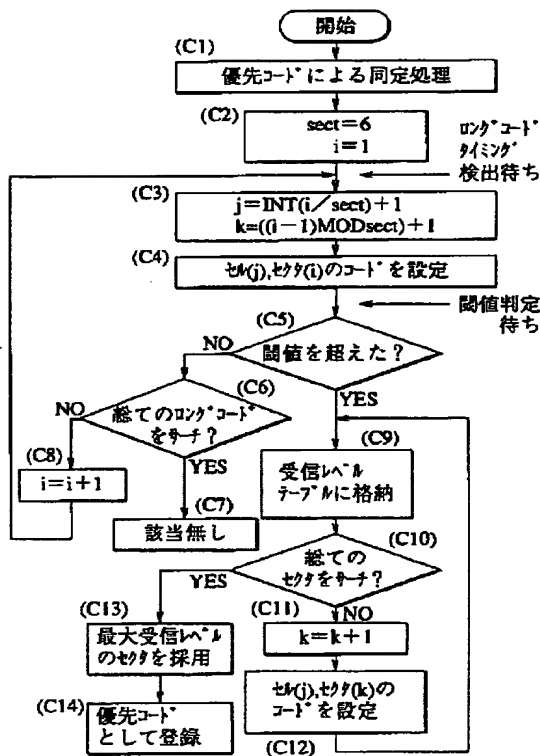 開始
(C1)
優先コードによる同定処理
(C2)
sect=6
i=1
ロングコード
タイミング
検出待ち
(C3)
j=INT(i/sect)+1
k=((i-1)MODsect)+1
(C4)
セル(j),セクタ(i)のコードを設定
閾値判定
待ち
(C5)
閾値を超えた?
NO
YES
(C6)
総てのロングコード
をサーチ?
NO
YES
(C8)
i=i+1
(C7)
該当無し
(C9)
受信レベル
テーブルに格納
(C10)
総ての
セクタをサーチ?
YES
NO
(C11)
k=k+1
(C13)
最大受信レベル
のセクタを採用
(C14)
優先コード
として登録
セル(j),セクタ(k)の
コードを設定
(C12)